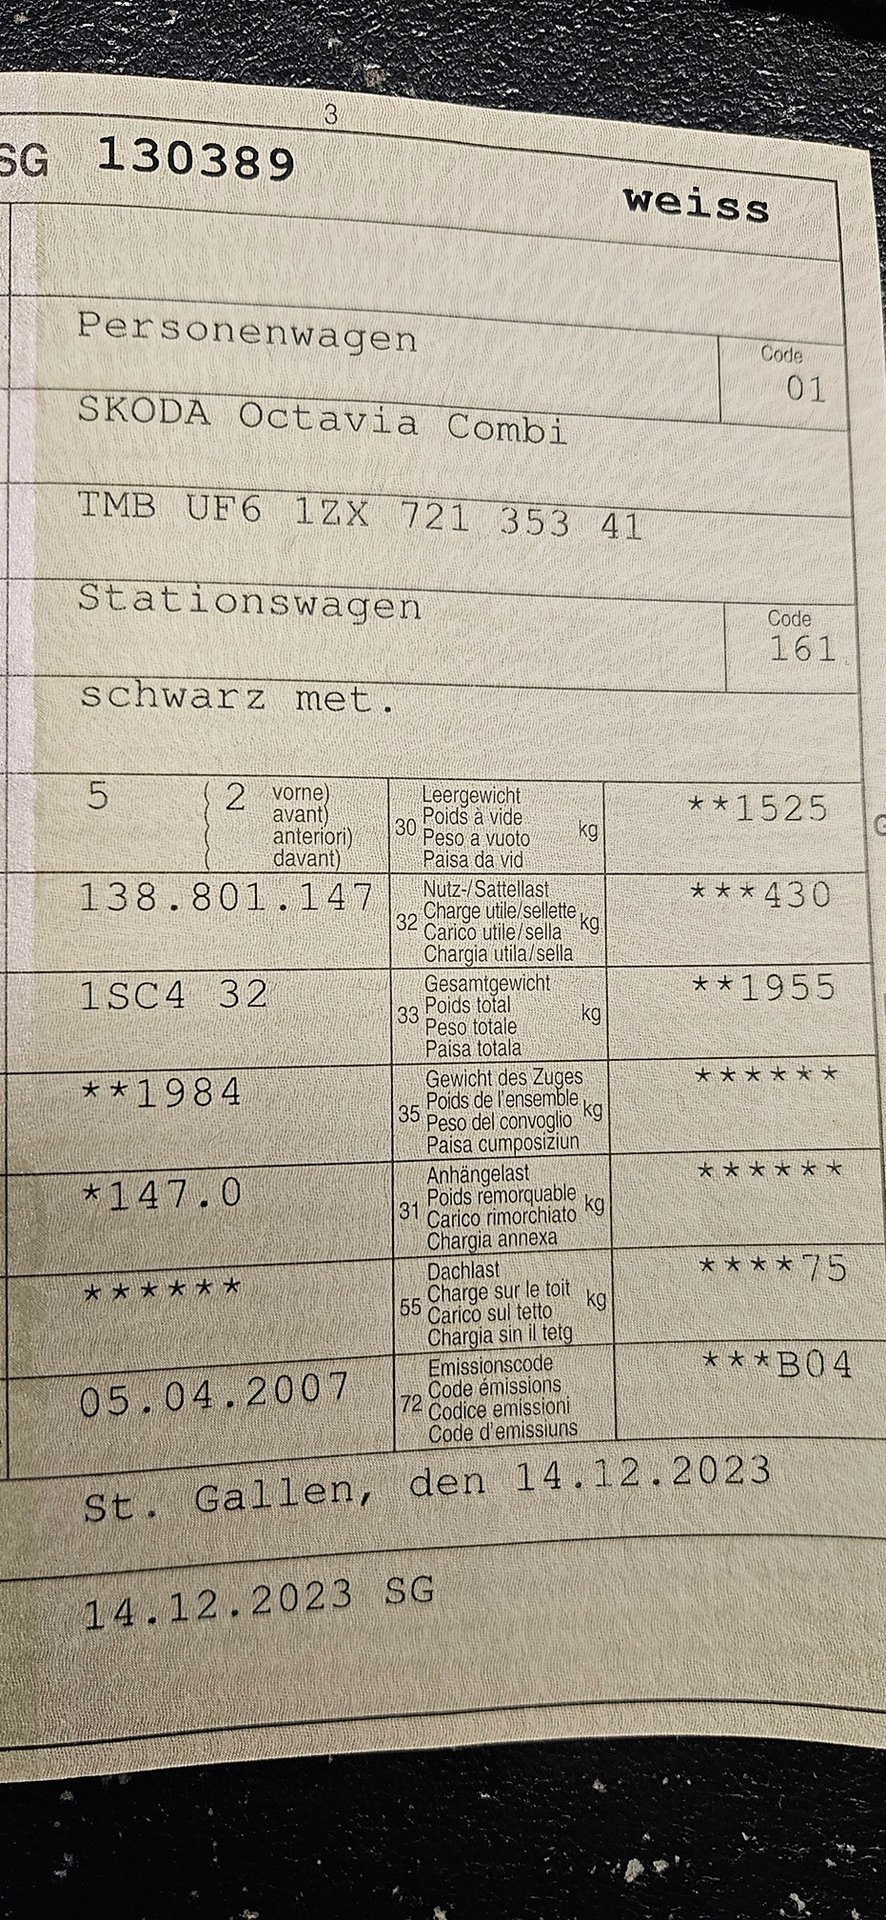 3
SG 130389 weiss
Personenwagen Code 01
SKODA Octavia Combi
TMB UF6 1ZX 721 353 41
Stationswagen Code 161
schwarz met.
5 ( 2 vorne)
( avant)
( anteriori)
( davant)
30 Leergewicht
Poids à vide
Peso a vuoto kg **1525
Paisa da vid
138.801.147
32 Nutz-/Sattellast
Charge utile/sellette
Carico utile/sella kg ***430
Chargia utila/sella
1SC4 32
33 Gesamtgewicht
Poids total
Peso totale kg **1955
Paisa totala
**1984
35 Gewicht des Zuges
Poids de l'ensemble
Peso del convoglio kg ******
Paisa cumposiziun
*147.0
31 Anhängelast
Poids remorquable
Carico rimorchiato kg ******
Chargia annexa
******
55 Dachlast
Charge sur le toit
Carico sul tetto kg ****75
Chargia sin il tetg
05.04.2007
72 Emissionscode
Code émissions
Codice emissioni ***B04
Code d'emissiuns
St. Gallen, den 14.12.2023
14.12.2023 SG